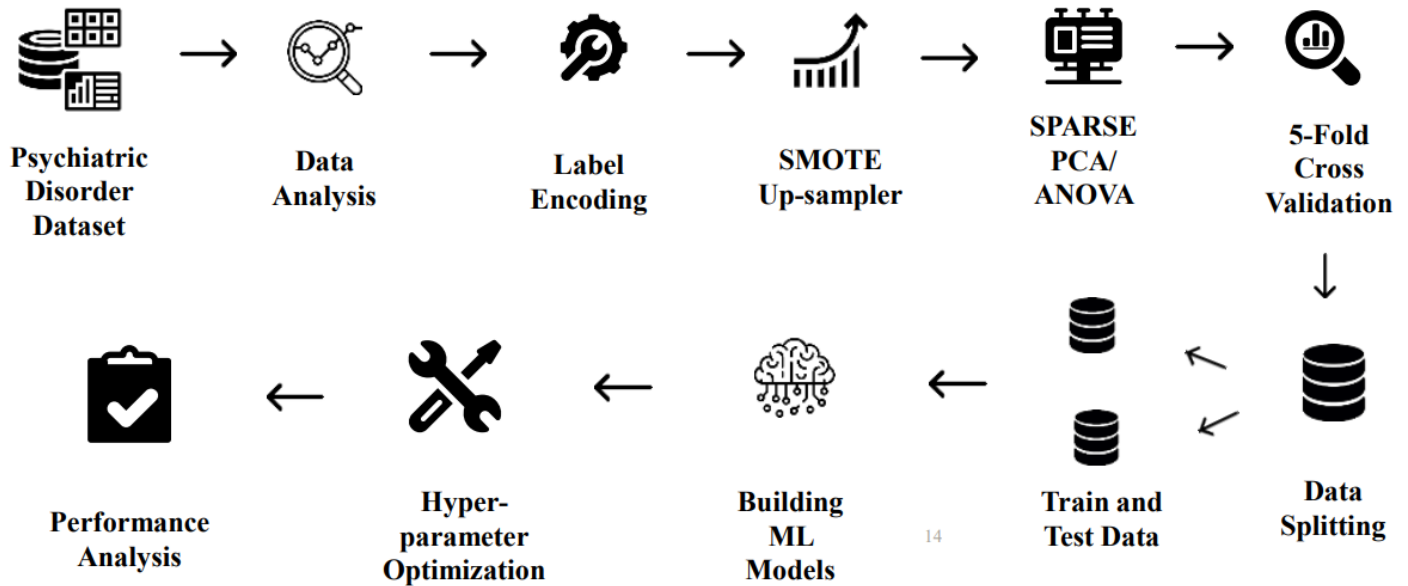 Psychiatric
Disorder
Dataset
Data
Analysis
Label
Encoding
SMOTE
Up-sampler
SPARSE
PCA/
ANOVA
5-Fold
Cross
Validation
Performance
Analysis
Hyper-
parameter
Optimization
Building
ML
Models
14
Train and
Test Data
Data
Splitting